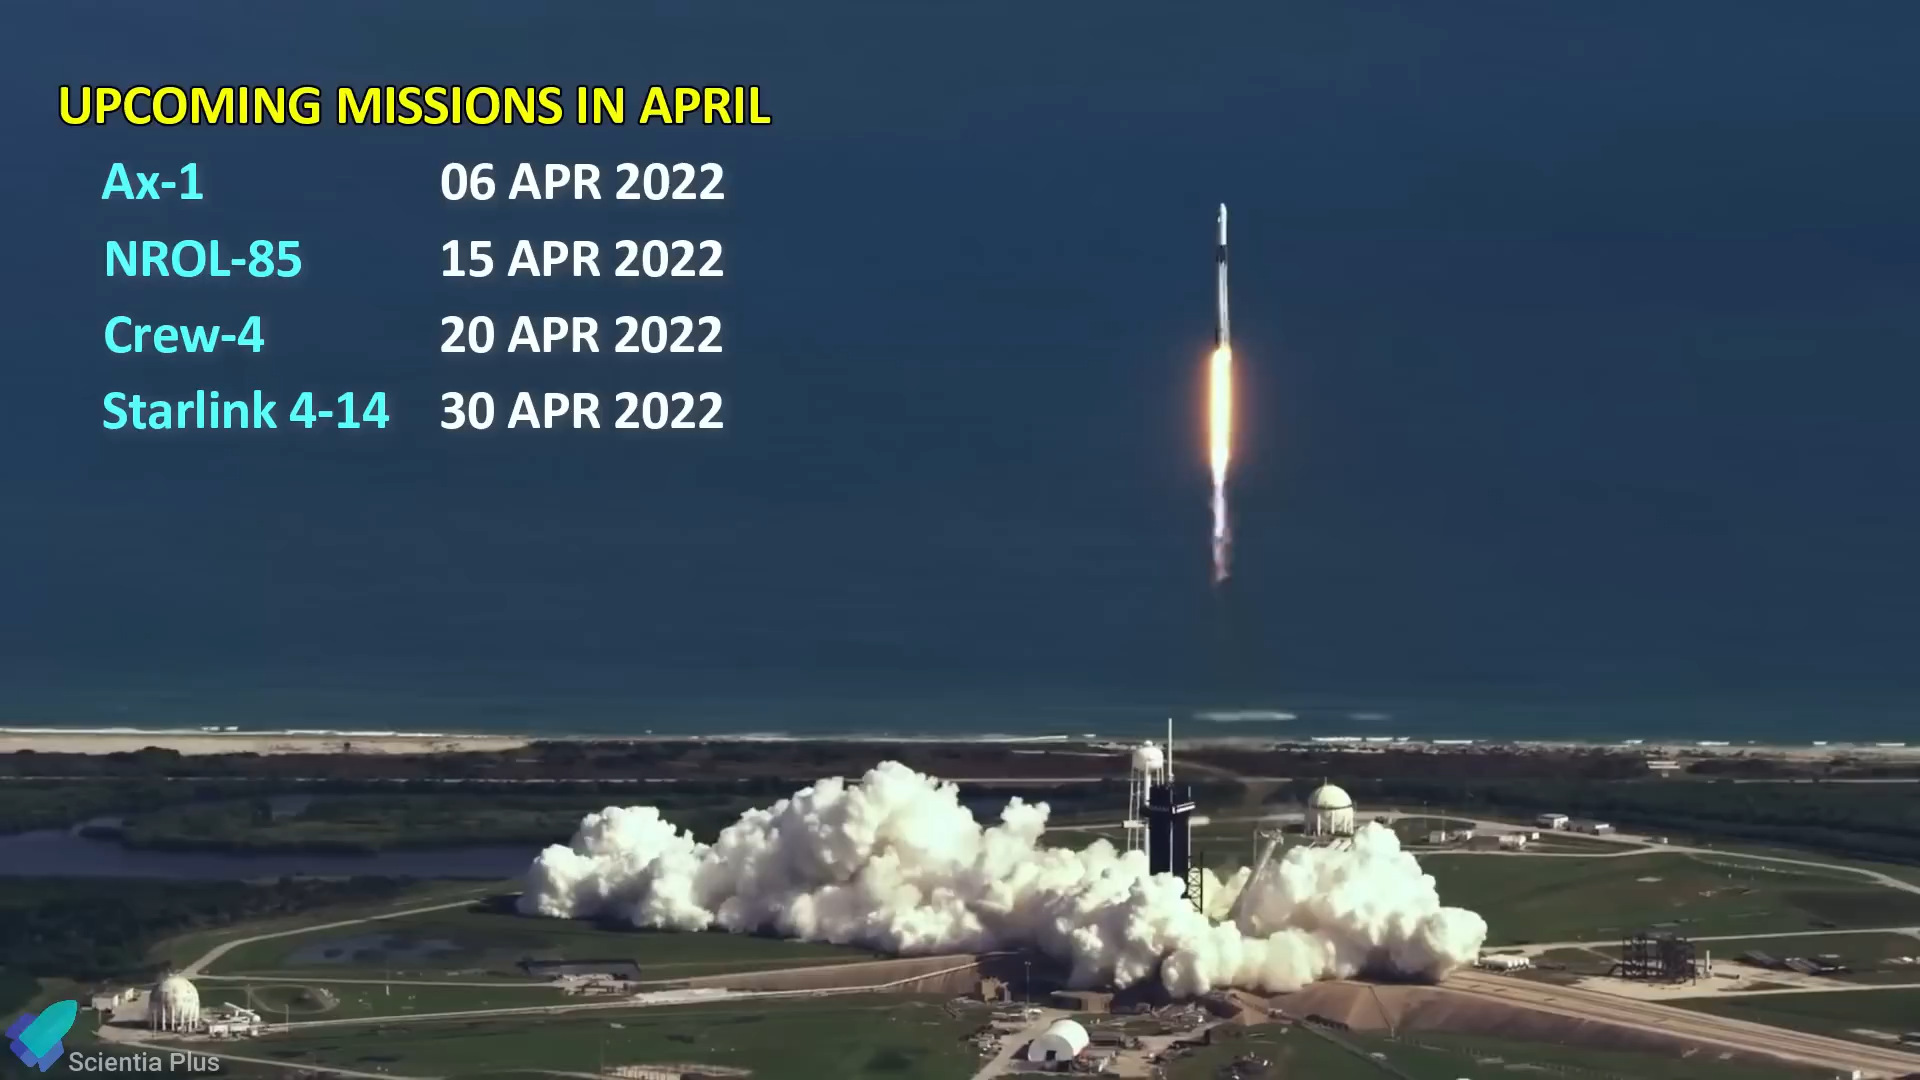 UPCOMING MISSIONS IN APRIL
Ax-1 06 APR 2022
NROL-85 15 APR 2022
Crew-4 20 APR 2022
Starlink 4-14 30 APR 2022
Scientia Plus